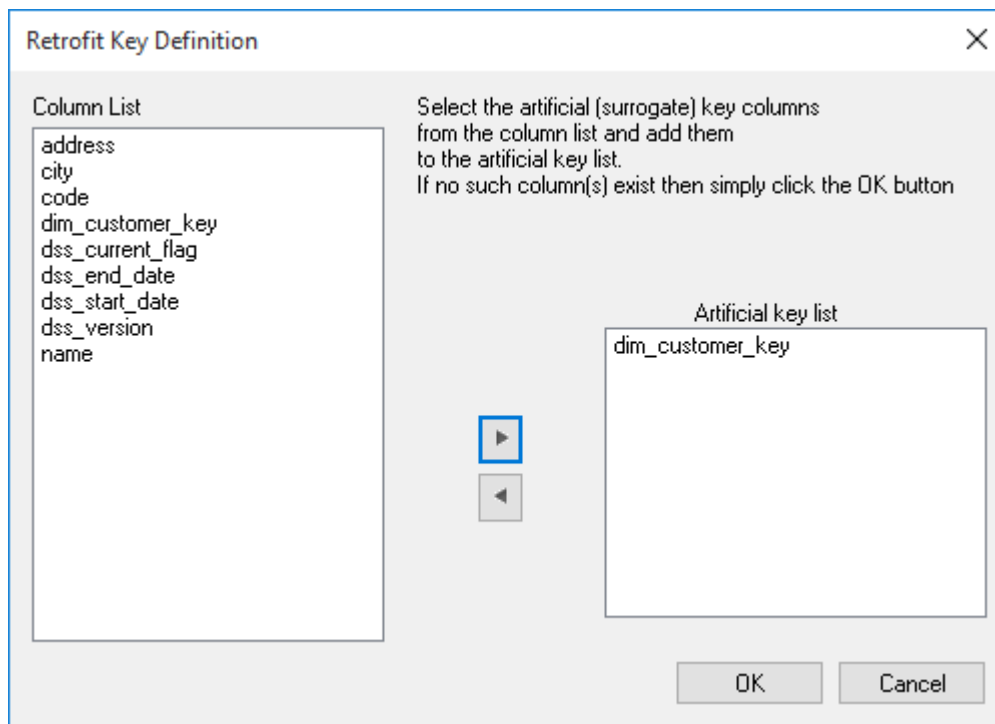 Retrofit Key Definition
Column List
address
city
code
dim_customer_key
dss_current_flag
dss_end_date
dss_start_date
dss_version
name
Select the artificial (surrogate) key columns
from the column list and add them
to the artificial key list.
If no such column(s) exist then simply click the OK button
Artificial key list
dim_customer_key
OK
Cancel